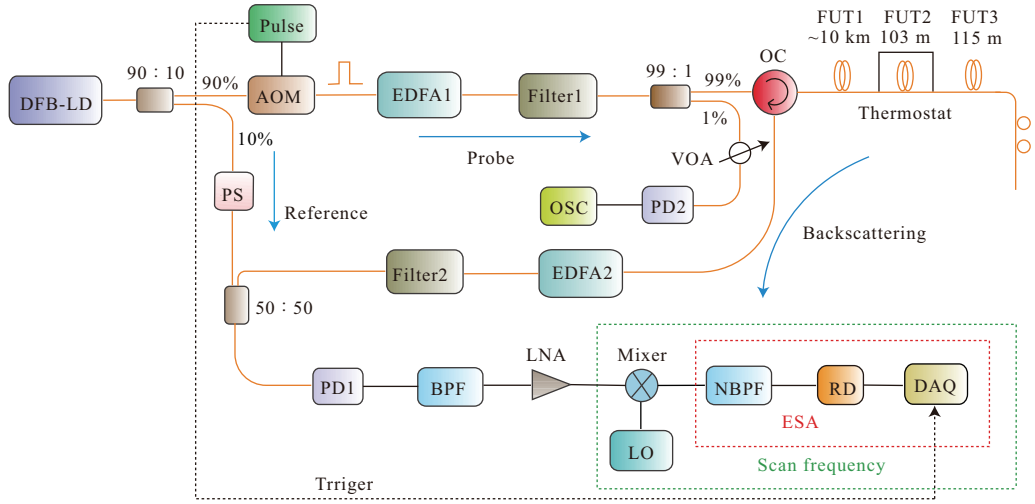 Pulse
FUT1
FUT2
FUT3
~10 km
103 m
115 m
90：10
90%
99：1
99%
OC
DFB-LD
AOM
EDFA1
Filter1
1%
Thermostat
10%
Probe
VOA
PS
Reference
OSC
PD2
Backscattering
Filter2
EDFA2
50：50
LNA
Mixer
PD1
BPF
NBPF
RD
DAQ
ESA
LO
Scan frequency
Trriger